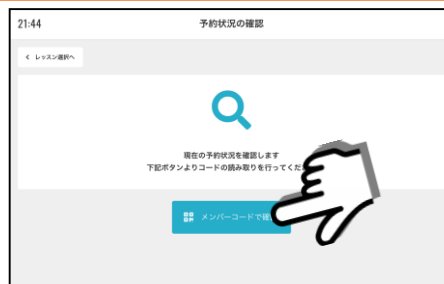 21:44
予約状況の確認
レッスン選択へ
現在の予約状況を確認します
下記ボタンよりコードの読み取りを行ってくだ
メンバーコードで確